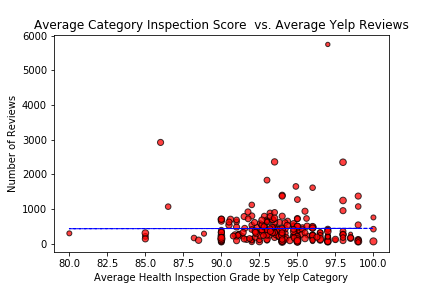 Average Category Inspection Score  vs. Average Yelp Reviews
6000
5000
4000
3000
2000
1000
0
Number of Reviews
80.0 82.5 85.0 87.5 90.0 92.5 95.0 97.5 100.0
Average Health Inspection Grade by Yelp Category